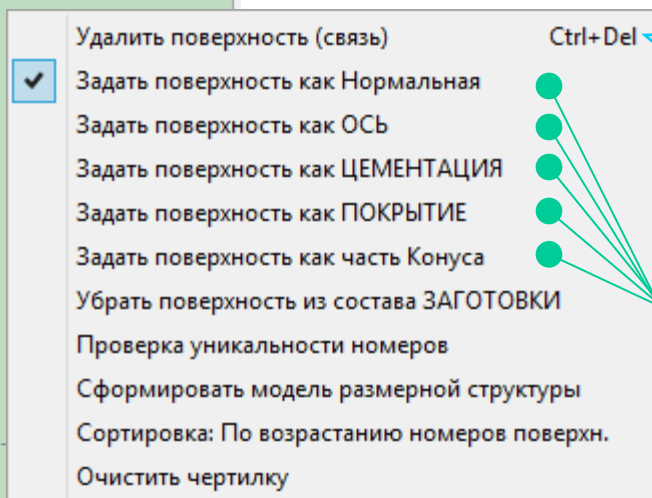 Удалить поверхность (связь) Ctrl+Del
Задать поверхность как Нормальная
Задать поверхность как ОСЬ
Задать поверхность как ЦЕМЕНТАЦИЯ
Задать поверхность как ПОКРЫТИЕ
Задать поверхность как часть Конуса
Убрать поверхность из состава ЗАГОТОВКИ
Проверка уникальности номеров
Сформировать модель размерной структуры
Сортировка: По возрастанию номеров поверхн.
Очистить чертилку